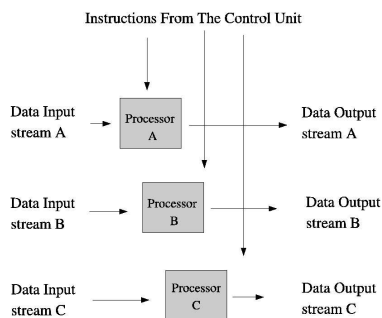 Instructions From The Control Unit
Data Input
stream A
Processor
A
Data Output
stream A
Data Input
stream B
Processor
B
Data Output
stream B
Data Input
stream C
Processor
C
Data Output
stream C